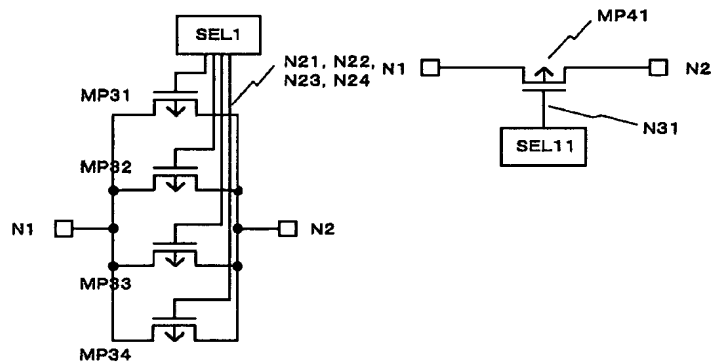 SEL1
MP41
N21, N22,
N23, N24
N1
N2
MP31
N31
MP32
SEL11
N1
N2
MP33
MP34